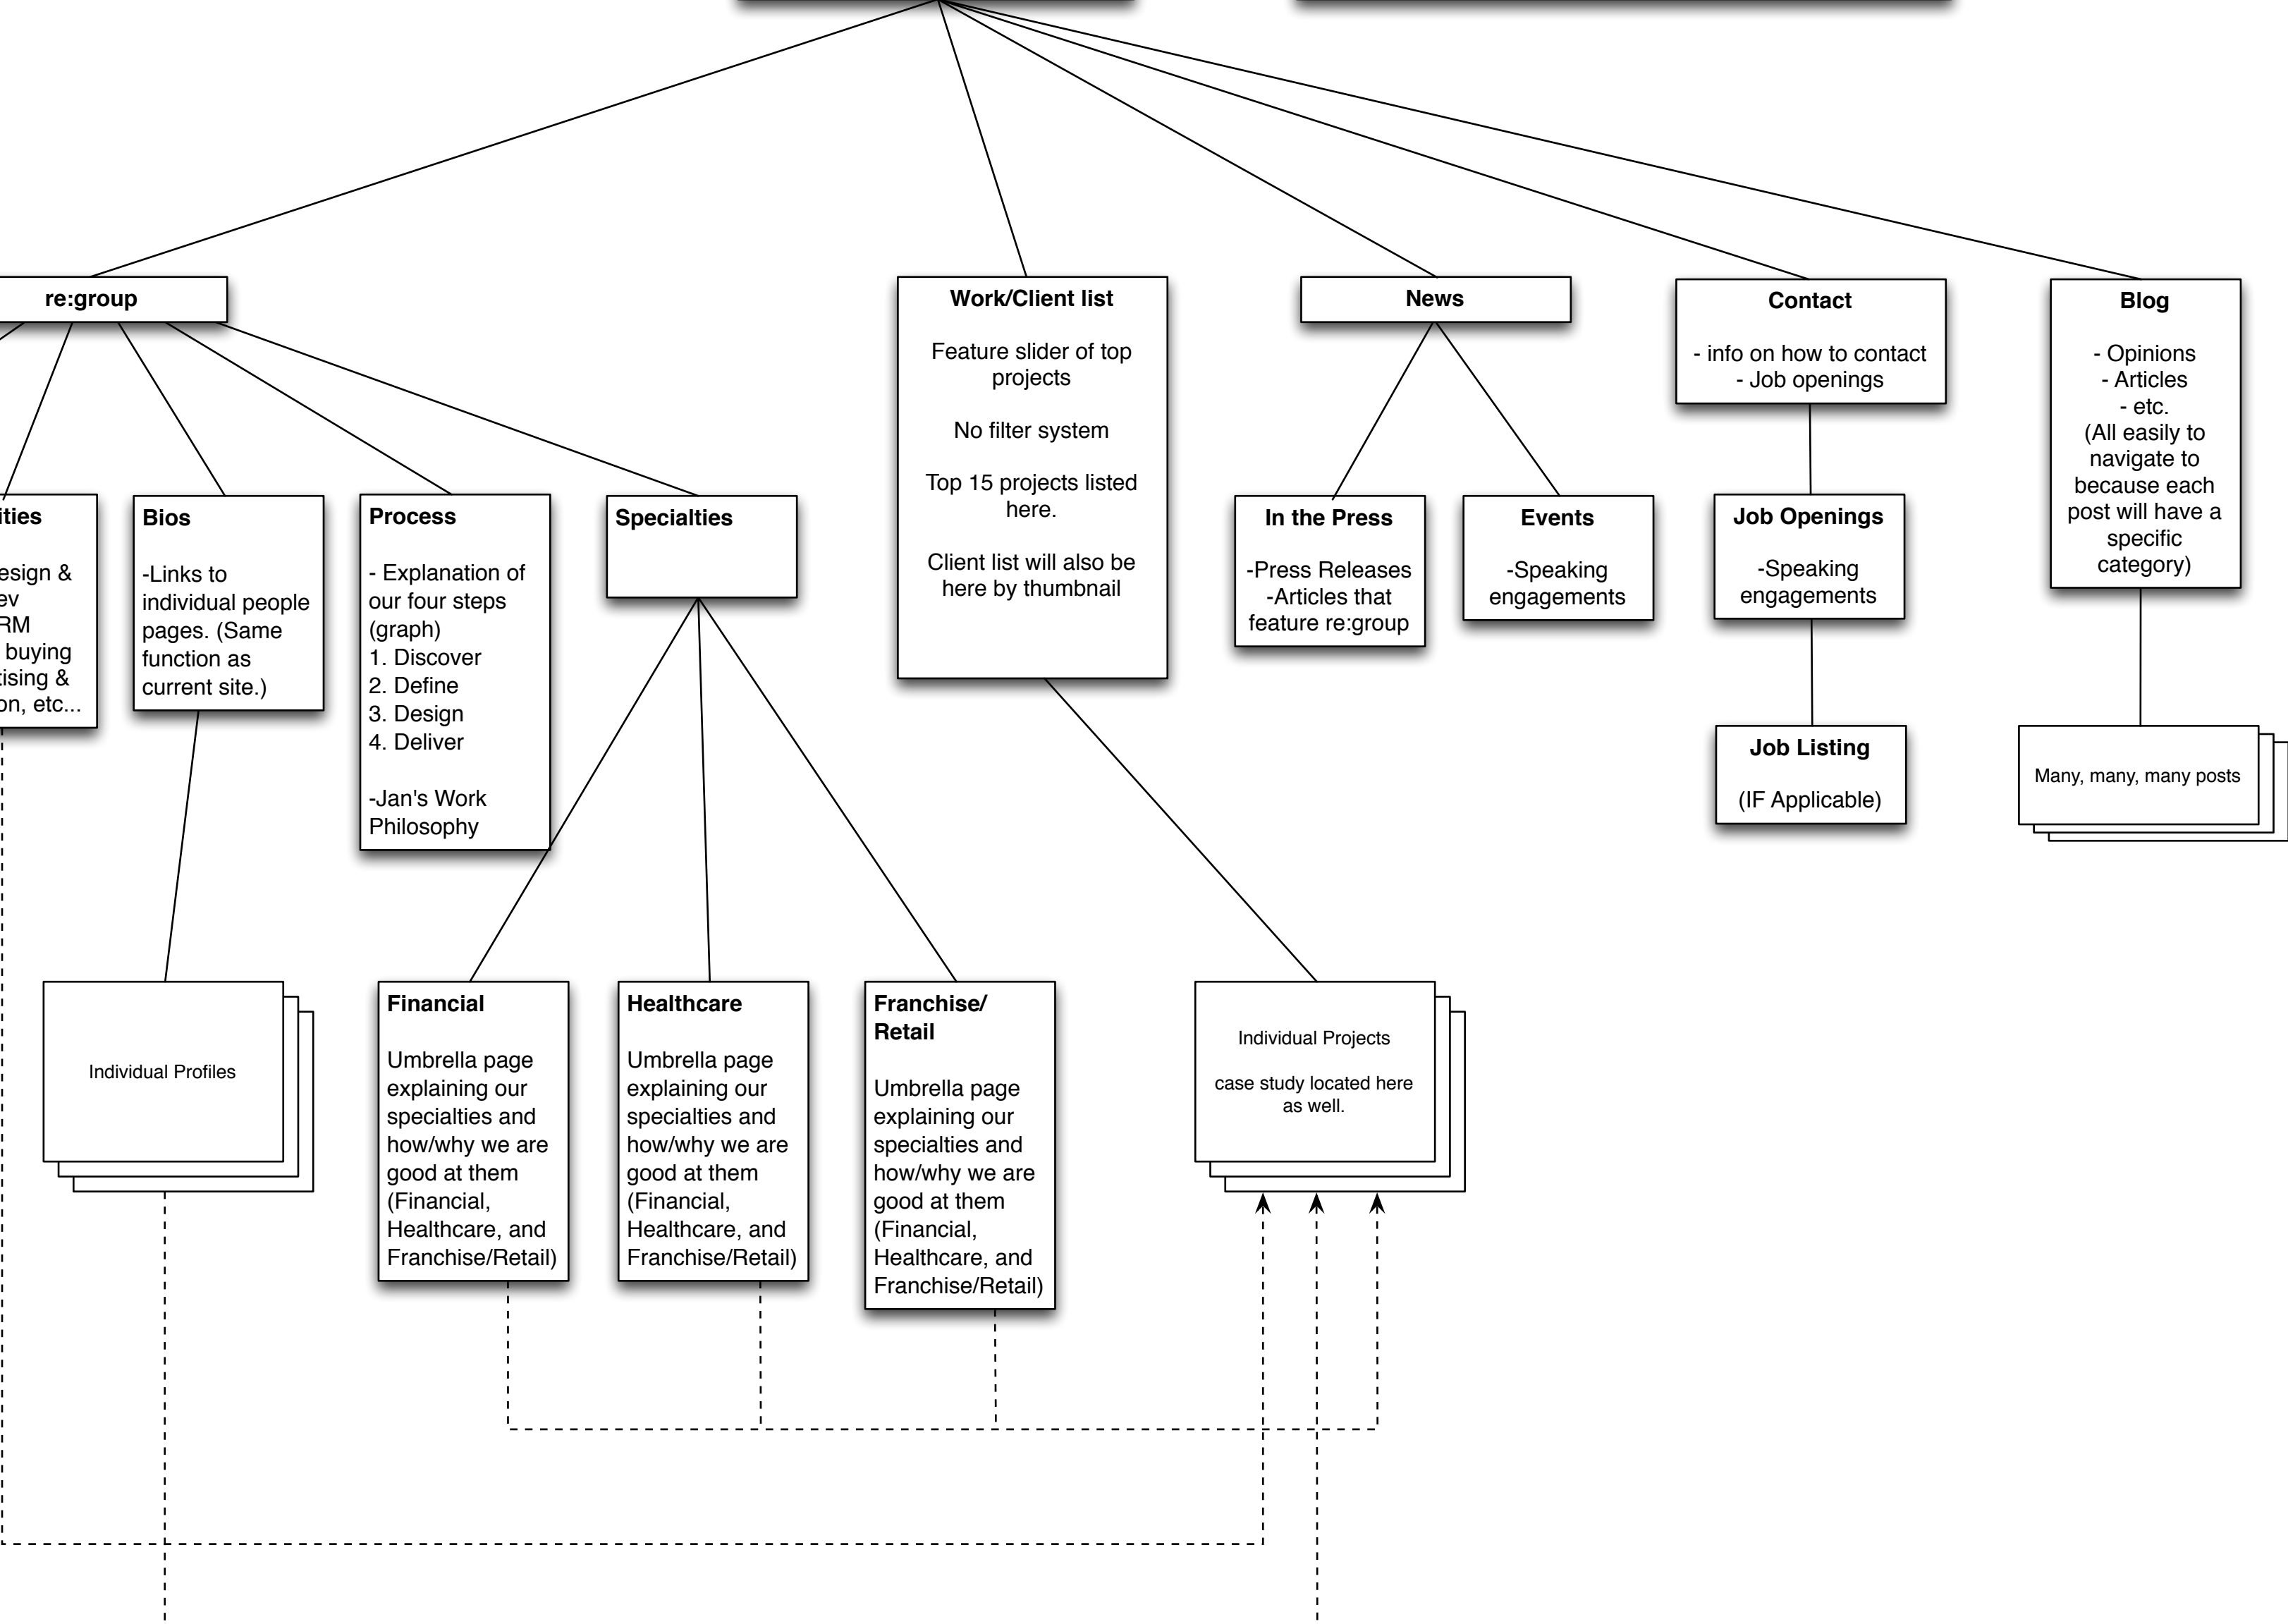 re:group
Work/Client list
Feature slider of top
projects
No filter system
Top 15 projects listed
here.
Client list will also be
here by thumbnail
News
Contact
- info on how to contact
- Job openings
Blog
- Opinions
- Articles
- etc.
(All easily to
navigate to
because each
post will have a
specific
category)
ities
esign &
ev
RM
buying
tising &
on, etc...
Bios
-Links to
individual people
pages. (Same
function as
current site.)
Process
- Explanation of
our four steps
(graph)
1. Discover
2. Define
3. Design
4. Deliver
-Jan's Work
Philosophy
Specialties
In the Press
-Press Releases
-Articles that
feature re:group
Events
-Speaking
engagements
Job Openings
-Speaking
engagements
Job Listing
(IF Applicable)
Many, many, many posts
Individual Profiles
Financial
Umbrella page
explaining our
specialties and
how/why we are
good at them
(Financial,
Healthcare, and
Franchise/Retail)
Healthcare
Umbrella page
explaining our
specialties and
how/why we are
good at them
(Financial,
Healthcare, and
Franchise/Retail)
Franchise/
Retail
Umbrella page
explaining our
specialties and
how/why we are
good at them
(Financial,
Healthcare, and
Franchise/Retail)
Individual Projects
case study located here
as well.